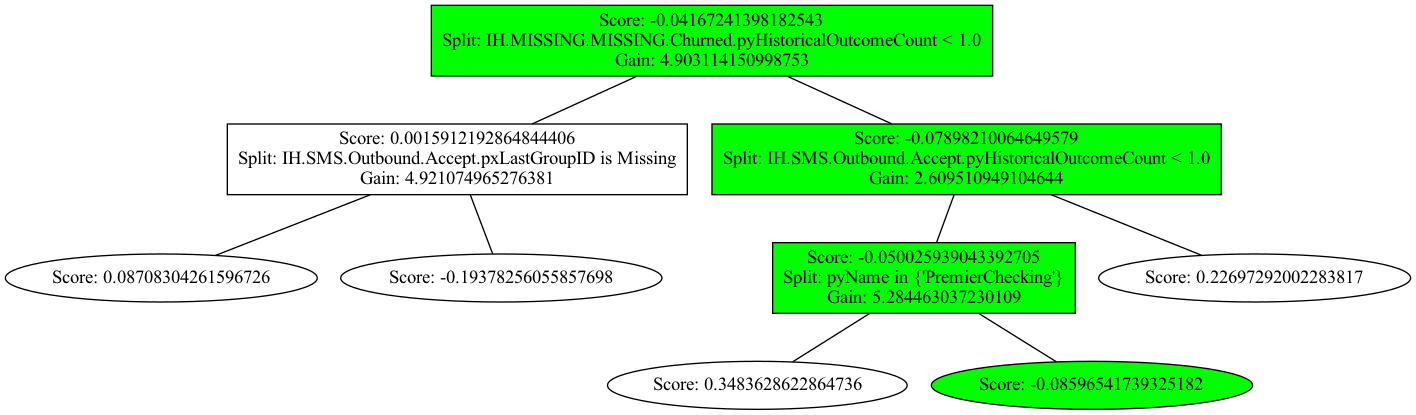 Score: -0.04167241398182543
Split: IH.MISSING.MISSING.Churned.pyHistoricalOutcomeCount < 1.0
Gain: 4.903114150998753
Score: 0.0015912192864844406
Split: IH.SMS.Outbound.Accept.pxLastGroupID is Missing
Gain: 4.921074965276381
Score: -0.07898210064649579
Split: IH.SMS.Outbound.Accept.pyHistoricalOutcomeCount < 1.0
Gain: 2.609510949104644
Score: 0.08708304261596726
Score: -0.19378256055857698
Score: -0.050025939043392705
Split: pyName in {'PremierChecking'}
Gain: 5.284463037230109
Score: 0.22697292002283817
Score: 0.3483628622864736
Score: -0.08596541739325182